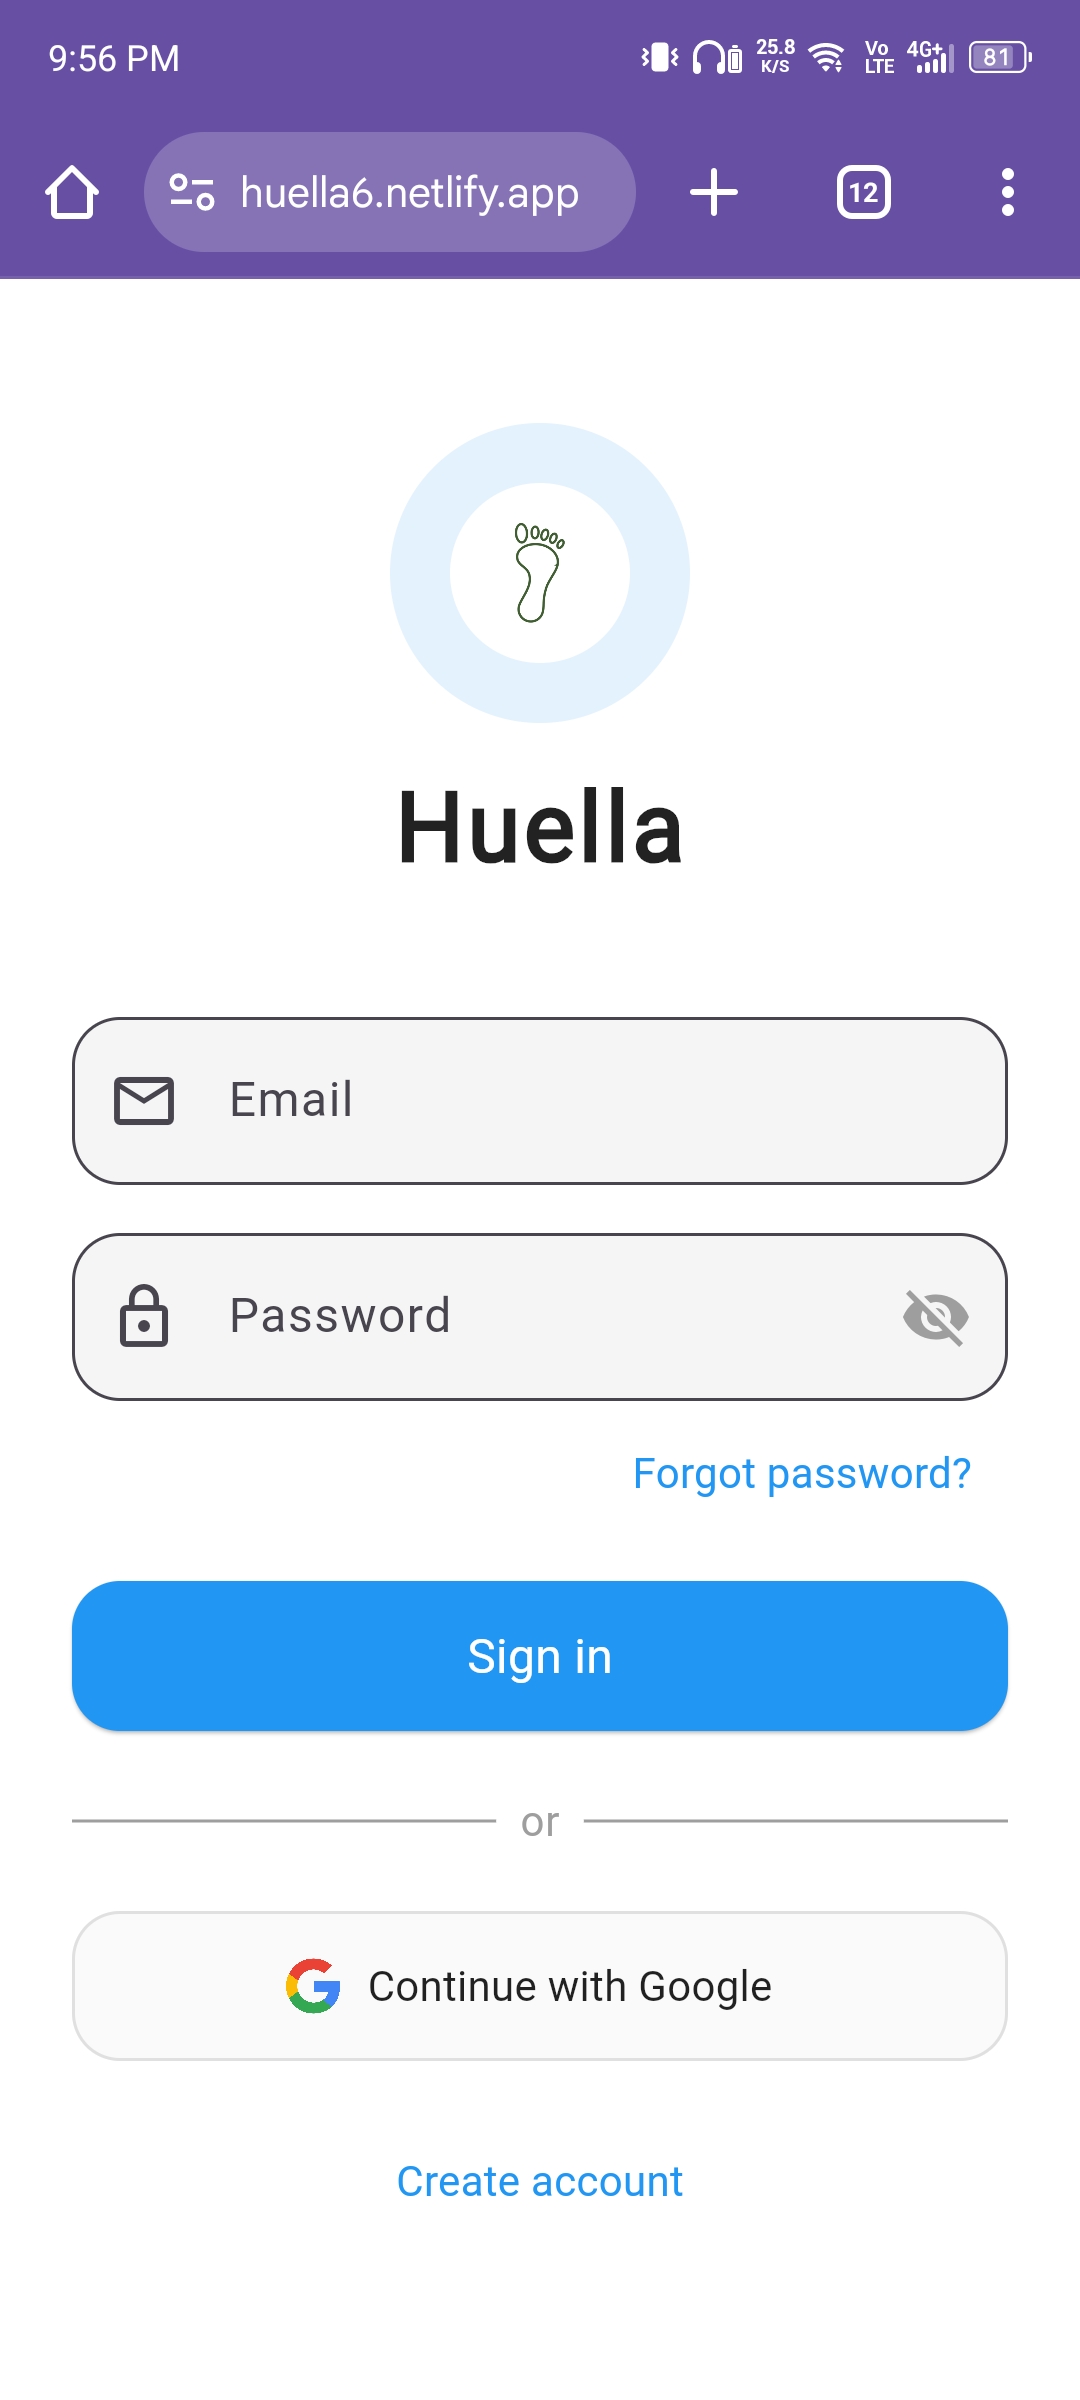 9:56 PM
25.8
K/S
Vo
LTE
4G+
81
huella6.netlify.app
12
Huella
Email
Password
Forgot password?
Sign in
or
Continue with Google
Create account